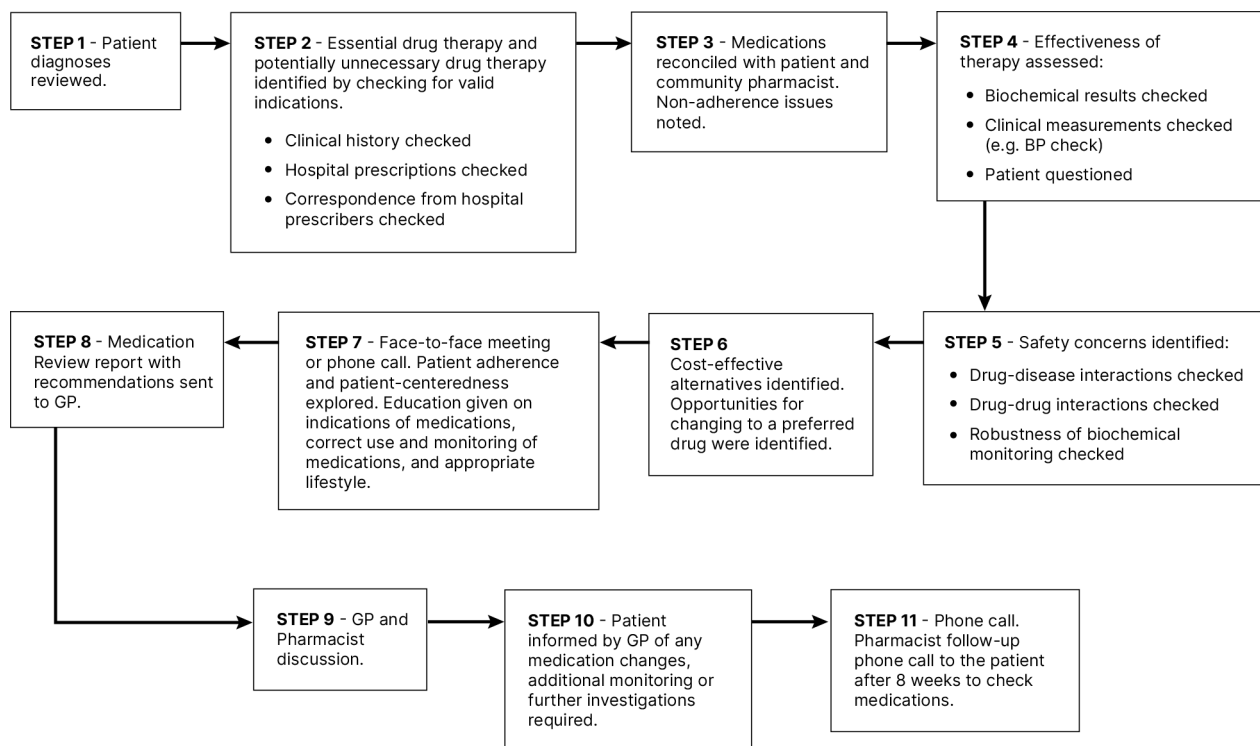 STEP 1 - Patient
diagnoses
reviewed.
STEP 2 - Essential drug therapy and
potentially unnecessary drug therapy
identified by checking for valid
indications.
• Clinical history checked
• Hospital prescriptions checked
• Correspondence from hospital
prescribers checked
STEP 3 - Medications
reconciled with patient and
community pharmacist.
Non-adherence issues
noted.
STEP 4 - Effectiveness of
therapy assessed:
• Biochemical results checked
• Clinical measurements checked
(e.g. BP check)
• Patient questioned
STEP 5 - Safety concerns identified:
• Drug-disease interactions checked
• Drug-drug interactions checked
• Robustness of biochemical
monitoring checked
STEP 6
Cost-effective
alternatives identified.
Opportunities for
changing to a preferred
drug were identified.
STEP 7 - Face-to-face meeting
or phone call. Patient adherence
and patient-centeredness
explored. Education given on
indications of medications,
correct use and monitoring of
medications, and appropriate
lifestyle.
STEP 8 - Medication
Review report with
recommendations sent
to GP.
STEP 9 - GP and
Pharmacist
discussion.
STEP 10 - Patient
informed by GP of any
medication changes,
additional monitoring or
further investigations
required.
STEP 11 - Phone call.
Pharmacist follow-up
phone call to the patient
after 8 weeks to check
medications.